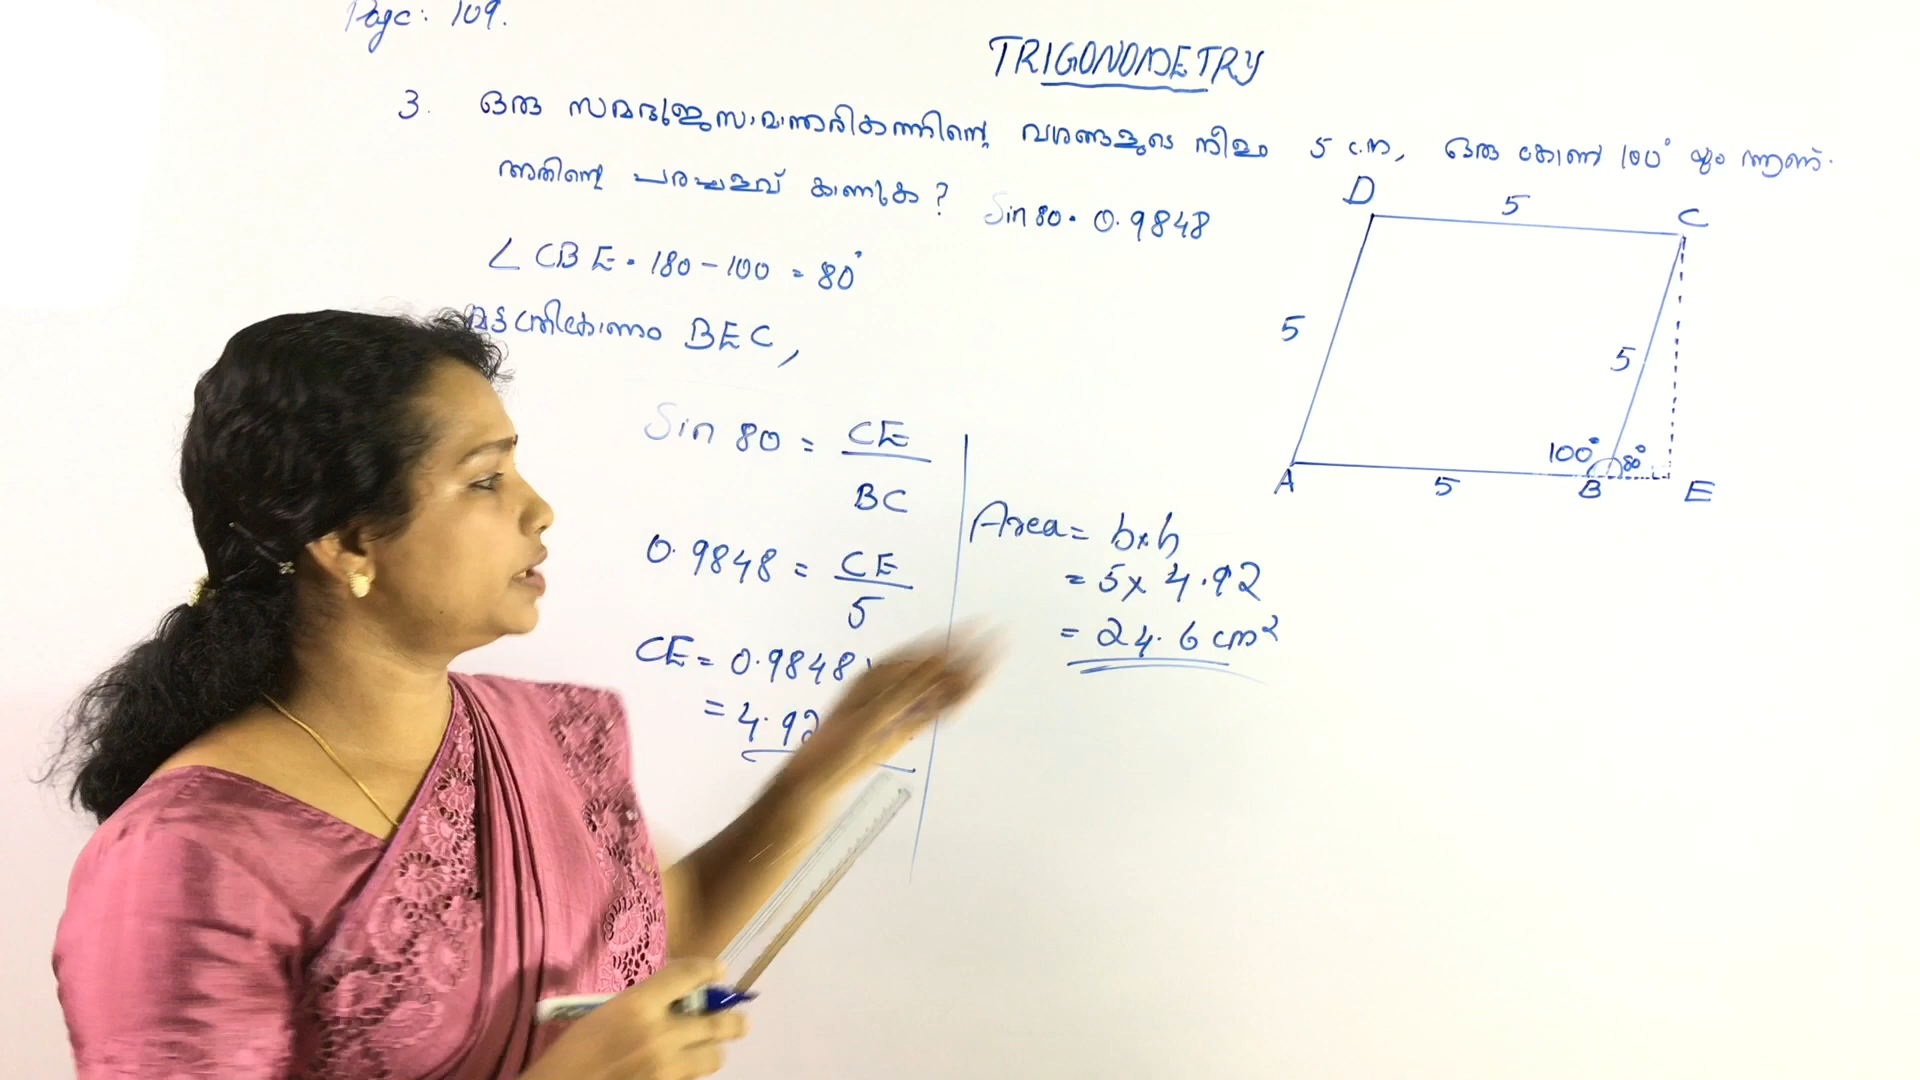 Page: 109.
TRIGONOMETRY
3. ഒരു സമഭുജസാമാന്തരികത്തിന്റെ വശങ്ങളുടെ നീളം 5 cm, ഒരു കോൺ 100° യും ആണ്.
അതിന്റെ പരപ്പളവ് കാണുക?
Sin 80 = 0.9848
∠CBE = 180 - 100 = 80°
മട്ടത്രികോണം BEC,
Sin 80 = CE
BC
0.9848 = CE
5
CE = 0.9848
= 4.92
Area = b×h
= 5 × 4.92
= 24.6 cm²
D
5
C
5
5
100°
80°
A
5
B
E